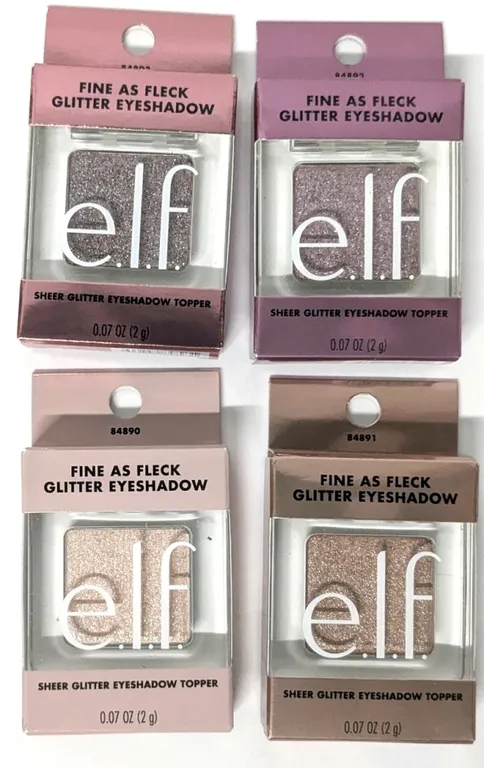 FINE AS FLECK
GLITTER EYESHADOW
e.l.f.
SHEER GLITTER EYESHADOW TOPPER
0.07 OZ (2 g)
84892
FINE AS FLECK
GLITTER EYESHADOW
e.l.f.
SHEER GLITTER EYESHADOW TOPPER
0.07 OZ (2 g)
84890
FINE AS FLECK
GLITTER EYESHADOW
e.l.f.
SHEER GLITTER EYESHADOW TOPPER
0.07 OZ (2 g)
84891
FINE AS FLECK
GLITTER EYESHADOW
e.l.f.
SHEER GLITTER EYESHADOW TOPPER
0.07 OZ (2 g)